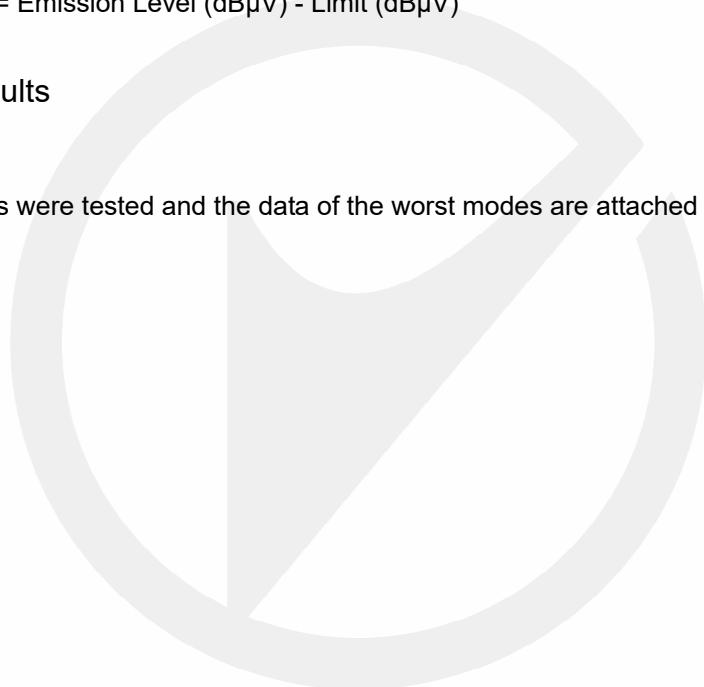 = Emission Level (dBμV) - Limit (dBμV)
ults
s were tested and the data of the worst modes are attached